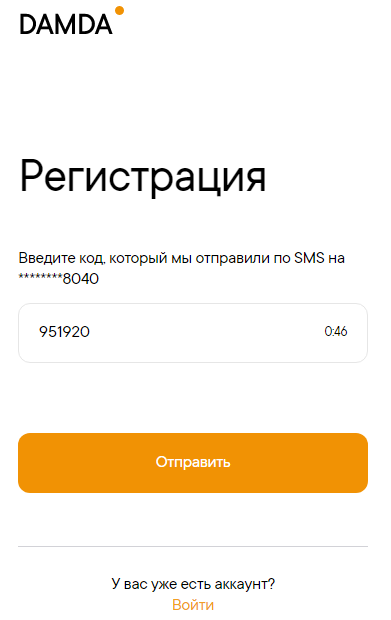 DAMDA
Регистрация
Введите код, который мы отправили по SMS на
********8040
951920 0:46
Отправить
У вас уже есть аккаунт?
Войти